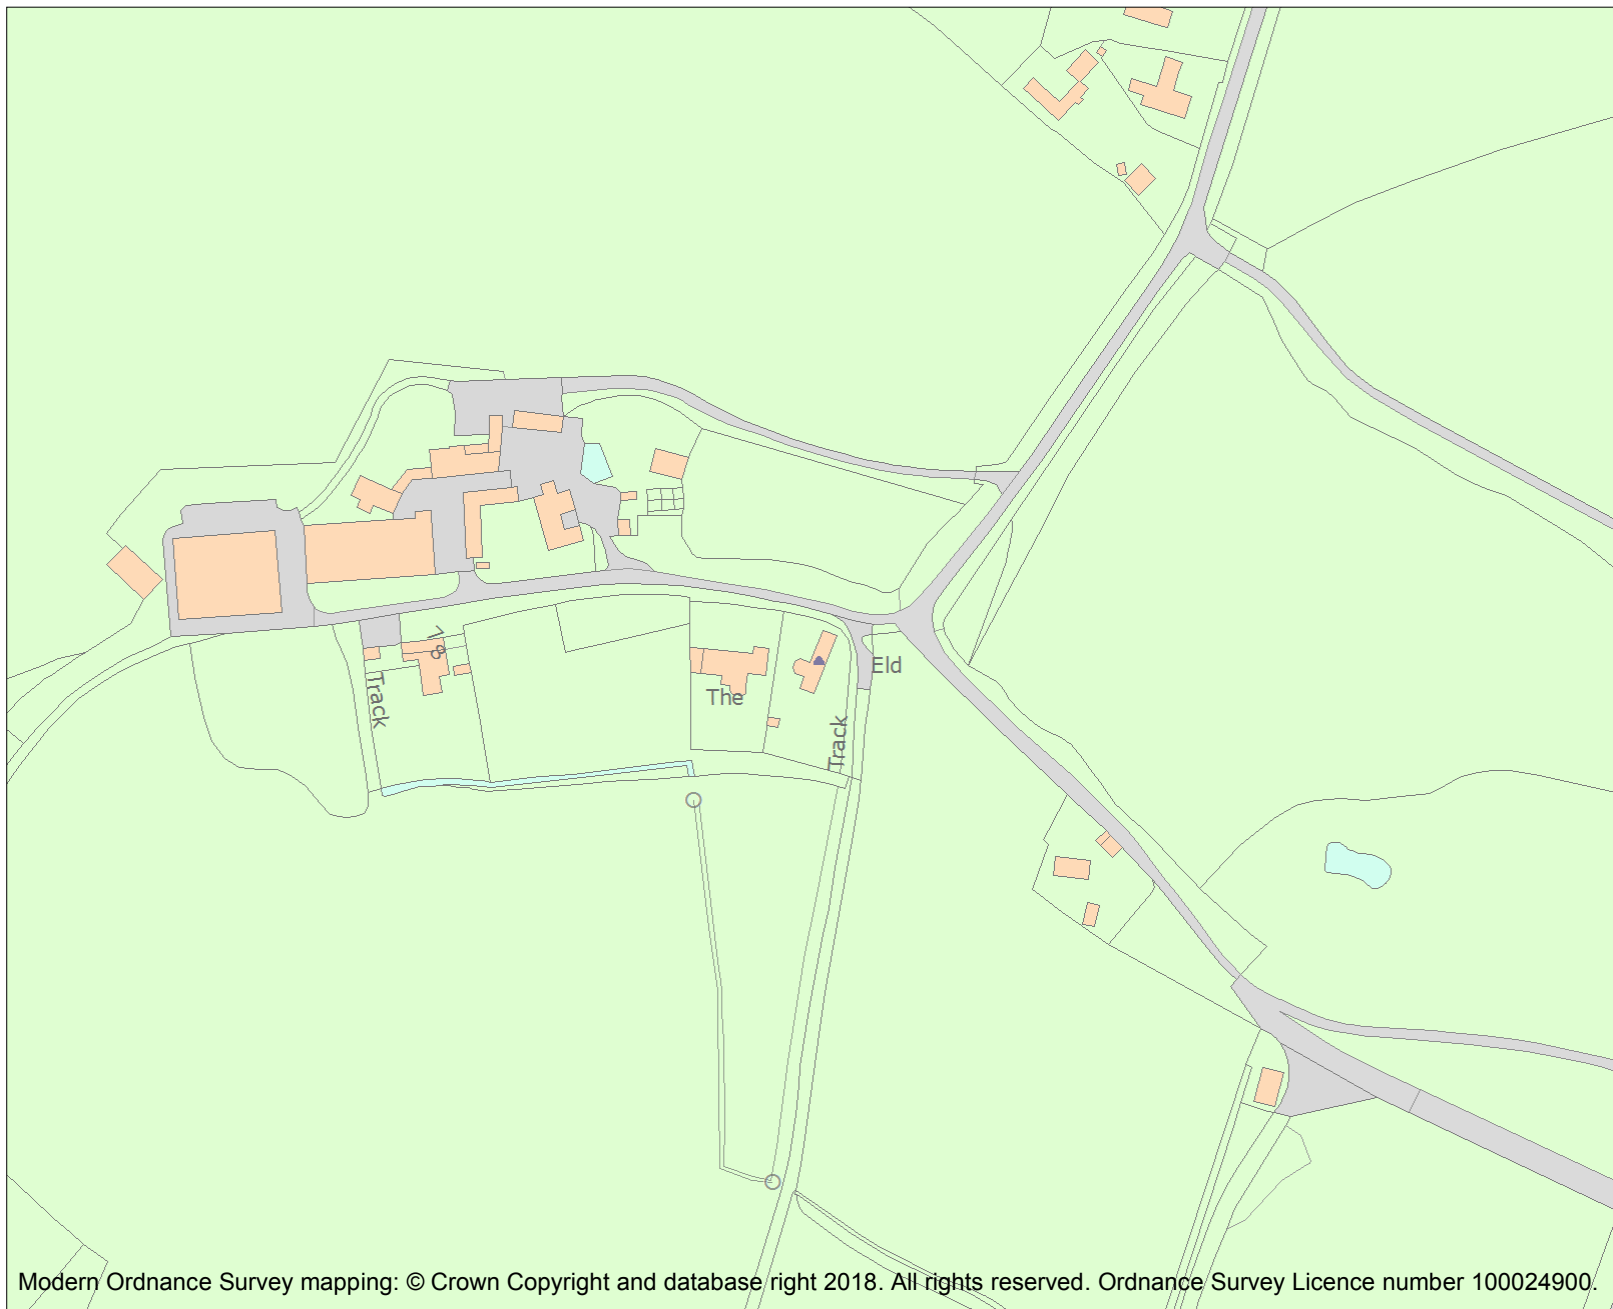 78
Track
The
Eld
Track
Modern Ordnance Survey mapping: © Crown Copyright and database right 2018. All rights reserved. Ordnance Survey Licence number 100024900.